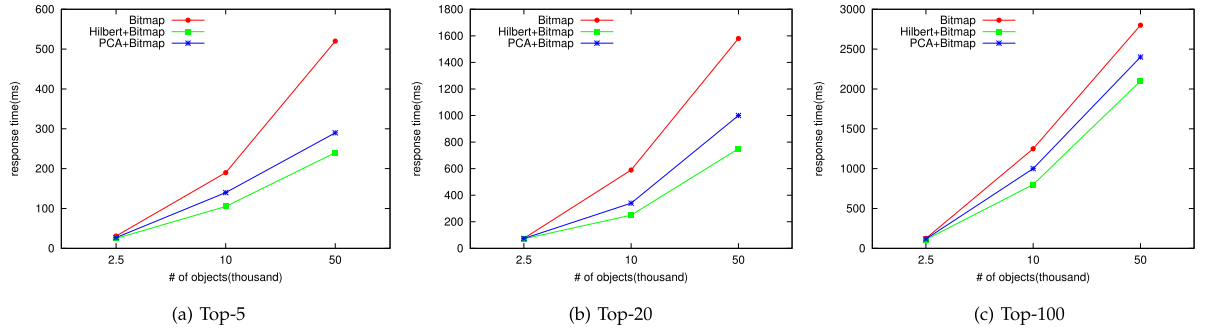 600
500
400
300
200
100
0
2.5 10 50
response time(ms)
# of objects(thousand)
Bitmap
Hilbert+Bitmap
PCA+Bitmap
(a) Top-5
1800
1600
1400
1200
1000
800
600
400
200
0
2.5 10 50
response time(ms)
# of objects(thousand)
Bitmap
Hilbert+Bitmap
PCA+Bitmap
(b) Top-20
3000
2500
2000
1500
1000
500
0
2.5 10 50
response time(ms)
# of objects(thousand)
Bitmap
Hilbert+Bitmap
PCA+Bitmap
(c) Top-100